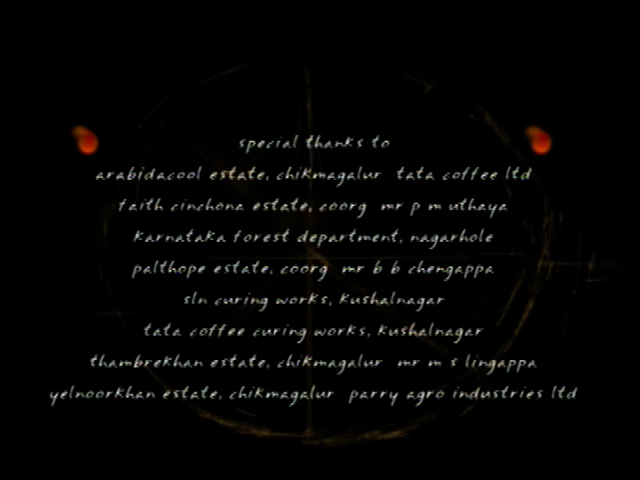 special thanks to
arabidacool estate, chikmagalur tata coffee ltd
faith cinchona estate, coorg mr p m uthaya
karnataka forest department, nagarhole
palthope estate, coorg mr b b chengappa
sln curing works, kushalnagar
tata coffee curing works, kushalnagar
thambrekhan estate, chikmagalur mr m s lingappa
yelnoorkhan estate, chikmagalur parry agro industries ltd